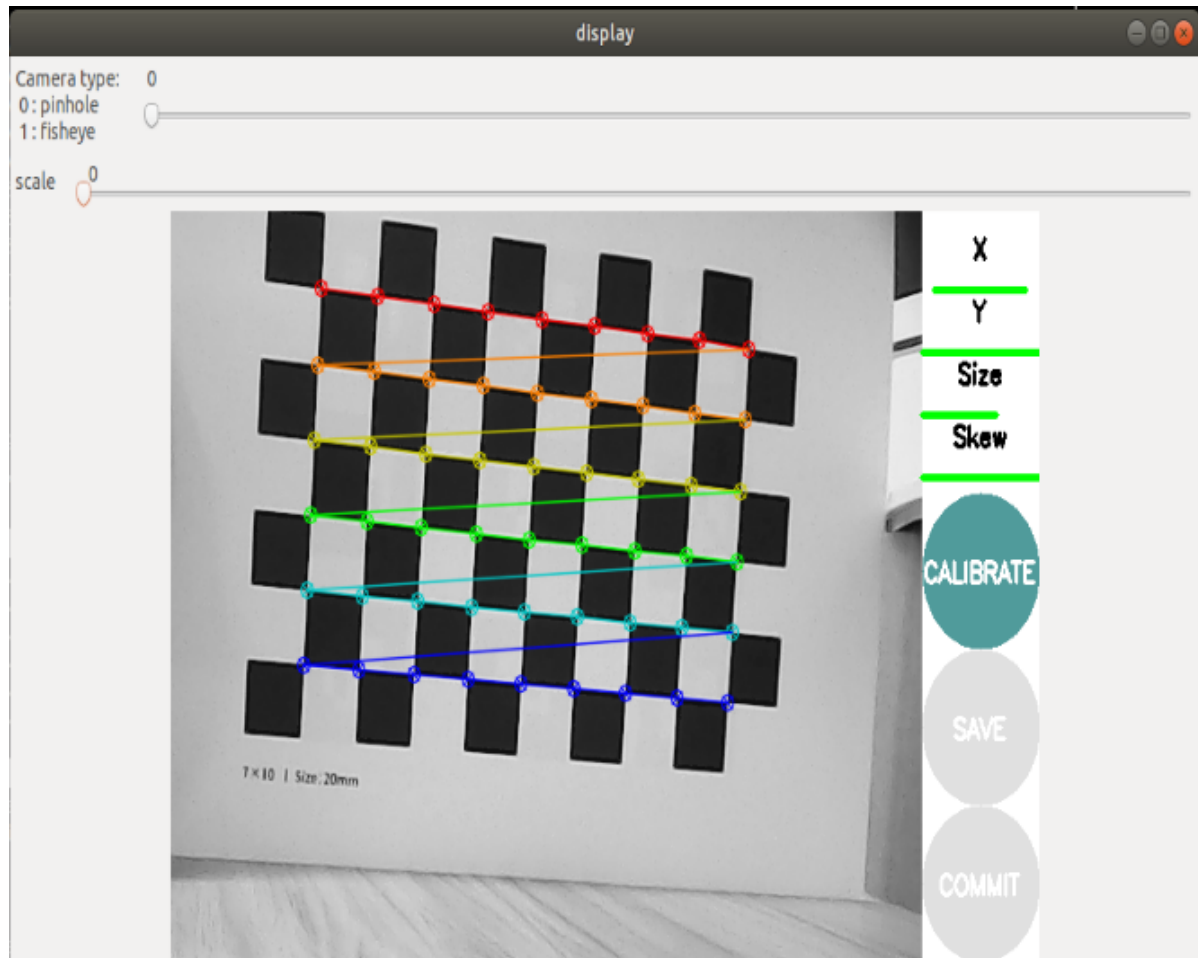 display
Camera type: 0
0 : pinhole
1 : fisheye
scale 0
X
Y
Size
Skew
CALIBRATE
SAVE
COMMIT
7×10 | Size: 20mm